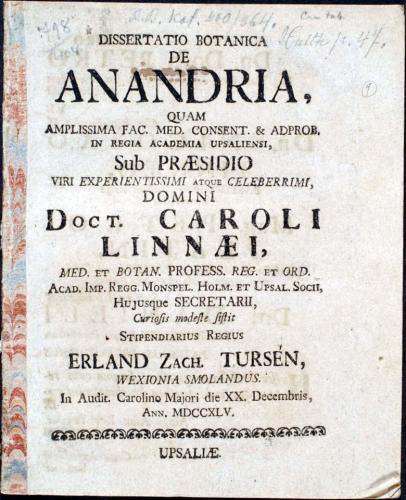 798
DISSERTATIO BOTANICA
DE
ANANDRIA,
QUAM
AMPLISSIMA FAC. MED. CONSENT. & ADPROB.
IN REGIA ACADEMIA UPSALIENSI,
Sub PRÆSIDIO
VIRI EXPERIENTISSIMI ATQUE CELEBERRIMI,
DOMINI
DOCT. CAROLI
LINNÆI,
MED. ET BOTAN. PROFESS. REG. ET ORD.
ACAD. IMP. REGG. MONSPEL. HOLM. ET UPSAL. SOCII,
HUJUSQUE SECRETARII,
Curiosis modeste sistit
STIPENDIARIUS REGIUS
ERLAND ZACH. TURSÉN,
WEXIONIA SMOLANDUS.
In Audit. Carolino Majori die XX. Decembris,
ANN. MDCCXLV.
UPSALIÆ.